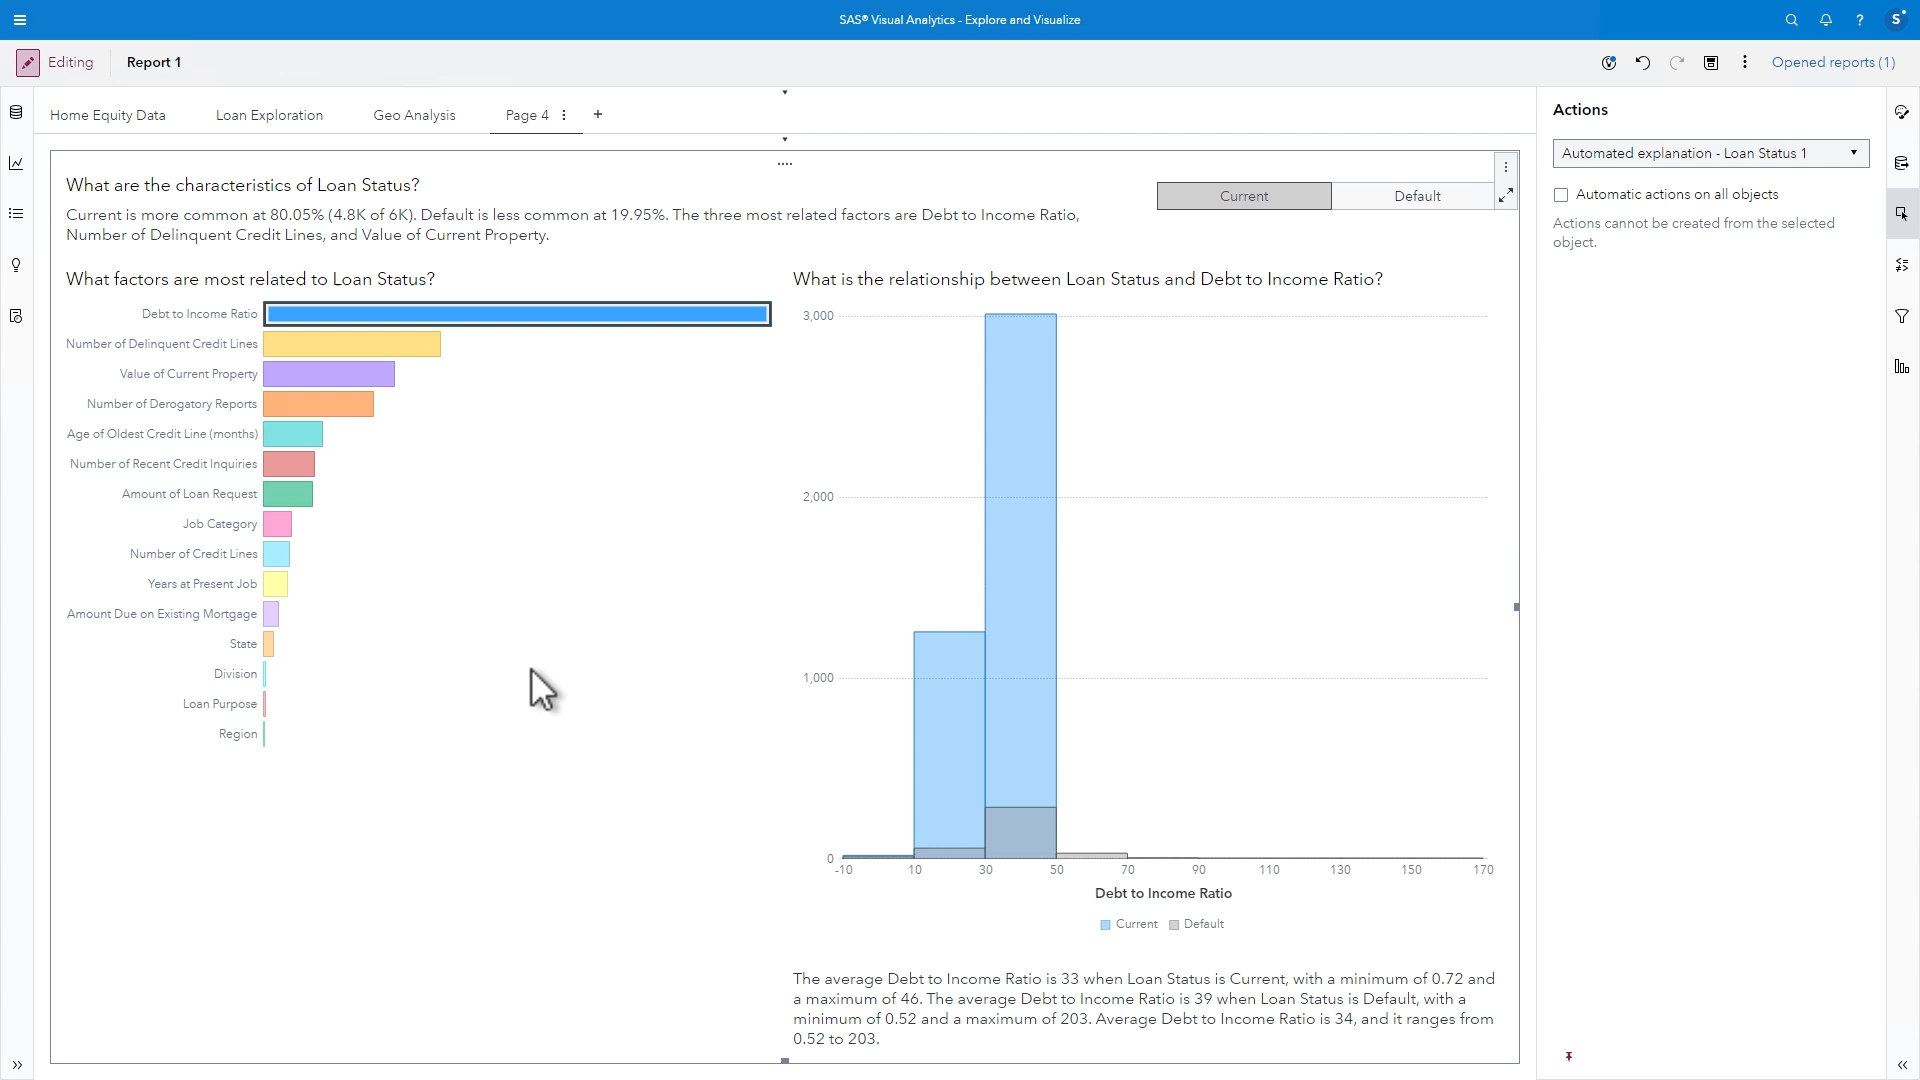 SAS® Visual Analytics - Explore and Visualize
S
Editing
Report 1
Opened reports (1)
Home Equity Data
Loan Exploration
Geo Analysis
Page 4
What are the characteristics of Loan Status?
Current is more common at 80.05% (4.8K of 6K). Default is less common at 19.95%. The three most related factors are Debt to Income Ratio,
Number of Delinquent Credit Lines, and Value of Current Property.
Current
Default
What factors are most related to Loan Status?
Debt to Income Ratio
Number of Delinquent Credit Lines
Value of Current Property
Number of Derogatory Reports
Age of Oldest Credit Line (months)
Number of Recent Credit Inquiries
Amount of Loan Request
Job Category
Number of Credit Lines
Years at Present Job
Amount Due on Existing Mortgage
State
Division
Loan Purpose
Region
What is the relationship between Loan Status and Debt to Income Ratio?
3,000
2,000
1,000
0
-10
10
30
50
70
90
110
130
150
170
Debt to Income Ratio
Current
Default
The average Debt to Income Ratio is 33 when Loan Status is Current, with a minimum of 0.72 and
a maximum of 46. The average Debt to Income Ratio is 39 when Loan Status is Default, with a
minimum of 0.52 and a maximum of 203. Average Debt to Income Ratio is 34, and it ranges from
0.52 to 203.
Actions
Automated explanation - Loan Status 1
Automatic actions on all objects
Actions cannot be created from the selected
object.